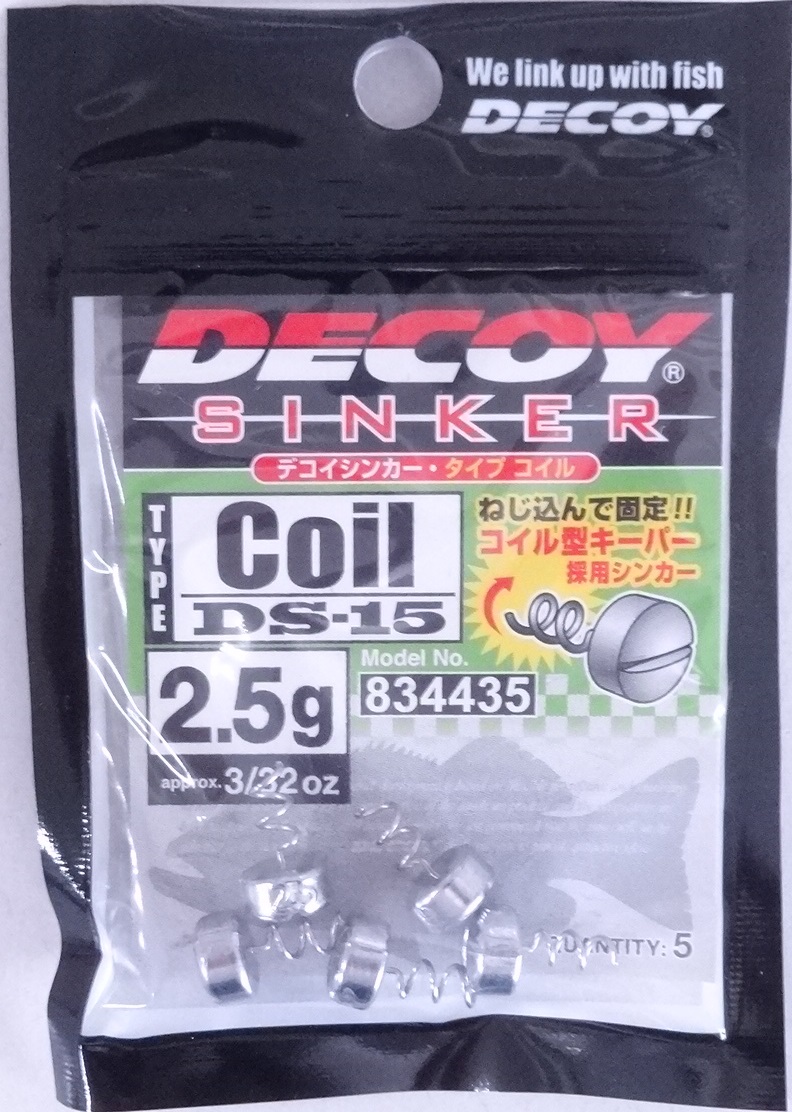 We link up with fish
DECOY®
DECOY®
SINKER
デコイシンカー・タイプ コイル
TYPE
Coil
DS-15
ねじ込んで固定!!
コイル型キーパー
採用シンカー
2.5g
approx. 3/32 oz
Model No.
834435
QUANTITY: 5